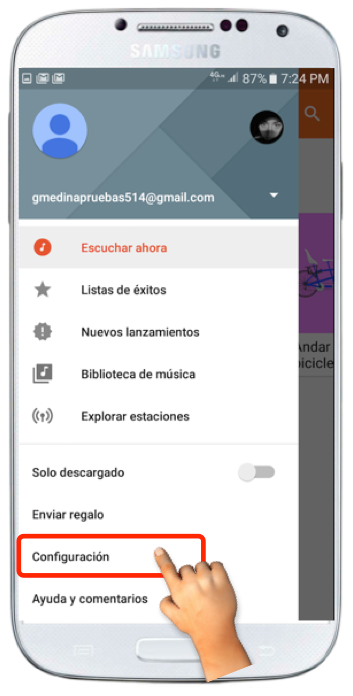 SAMSUNG
4G 87% 7:24 PM
gmedinapruebas514@gmail.com
Escuchar ahora
Listas de éxitos
Nuevos lanzamientos
Biblioteca de música
Andar
bicicle
Explorar estaciones
Solo descargado
Enviar regalo
Configuración
Ayuda y comentarios